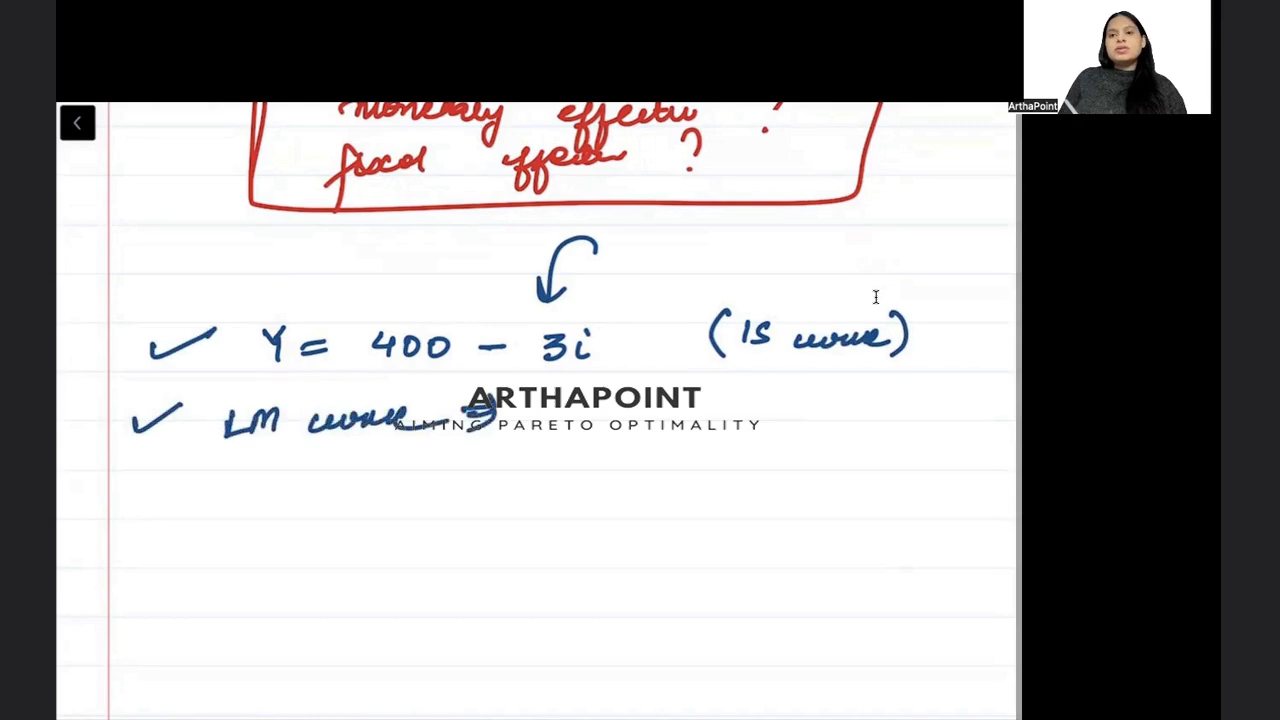 ArthaPoint
monetary effective ?
fiscal effective ?
✓ Y = 400 - 3i (IS curve)
✓ LM curve ⇒
ARTHAPOINT
AIMING PARETO OPTIMALITY